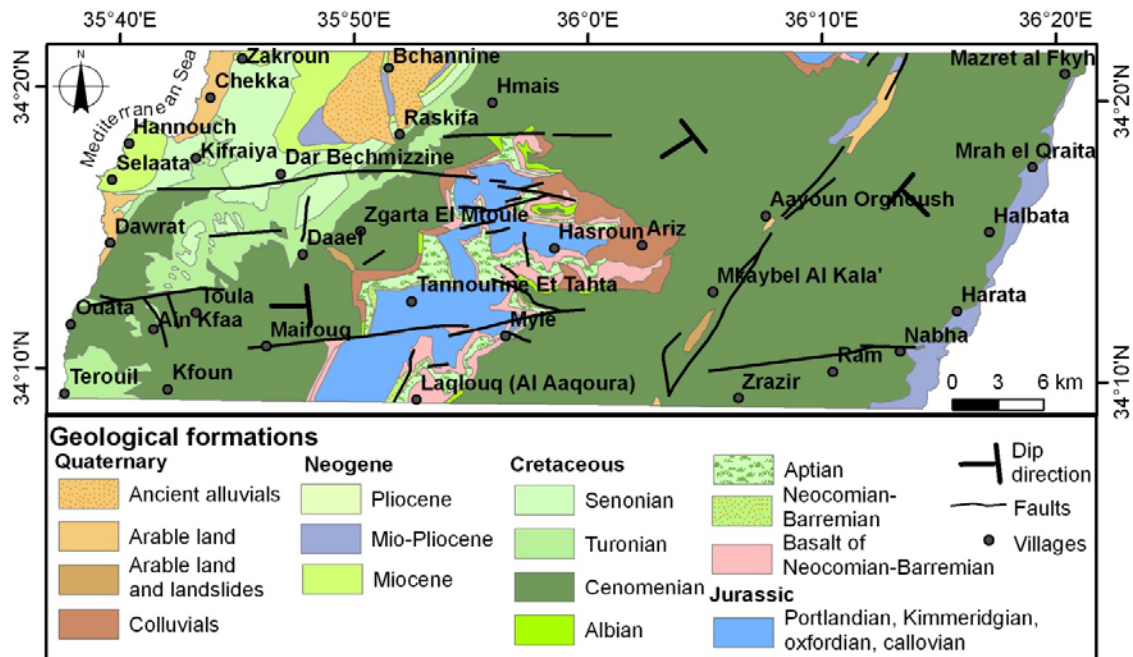 35°40'E 35°50'E 36°0'E 36°10'E 36°20'E
34°20'N
34°10'N
34°20'N
34°10'N
N
Mediterranean Sea
Zakroun
Bchannine
Mazret al Fkyh
Chekka
Hmais
Hannouch
Raskifa
Kifraiya
Dar Bechmizzine
Mrah el Qraita
Selaata
Aayoun Orghoush
Zgarta El Mtoule
Halbata
Dawrat
Daael
Hasroun
Ariz
Tannourine Et Tahta
Mkaybel Al Kala'
Toula
Harata
Ouata
Ain Kfaa
Mairouq
Myle
Nabha
Ram
Terouil
Kfoun
Laqlouq (Al Aaqoura)
Zrazir
0 3 6 km
Geological formations
Quaternary
Ancient alluvials
Arable land
Arable land
and landslides
Colluvials
Neogene
Pliocene
Mio-Pliocene
Miocene
Cretaceous
Senonian
Turonian
Cenomenian
Albian
Aptian
Neocomian-
Barremian
Basalt of
Neocomian-Barremian
Jurassic
Portlandian, Kimmeridgian,
oxfordian, callovian
Dip
direction
Faults
Villages